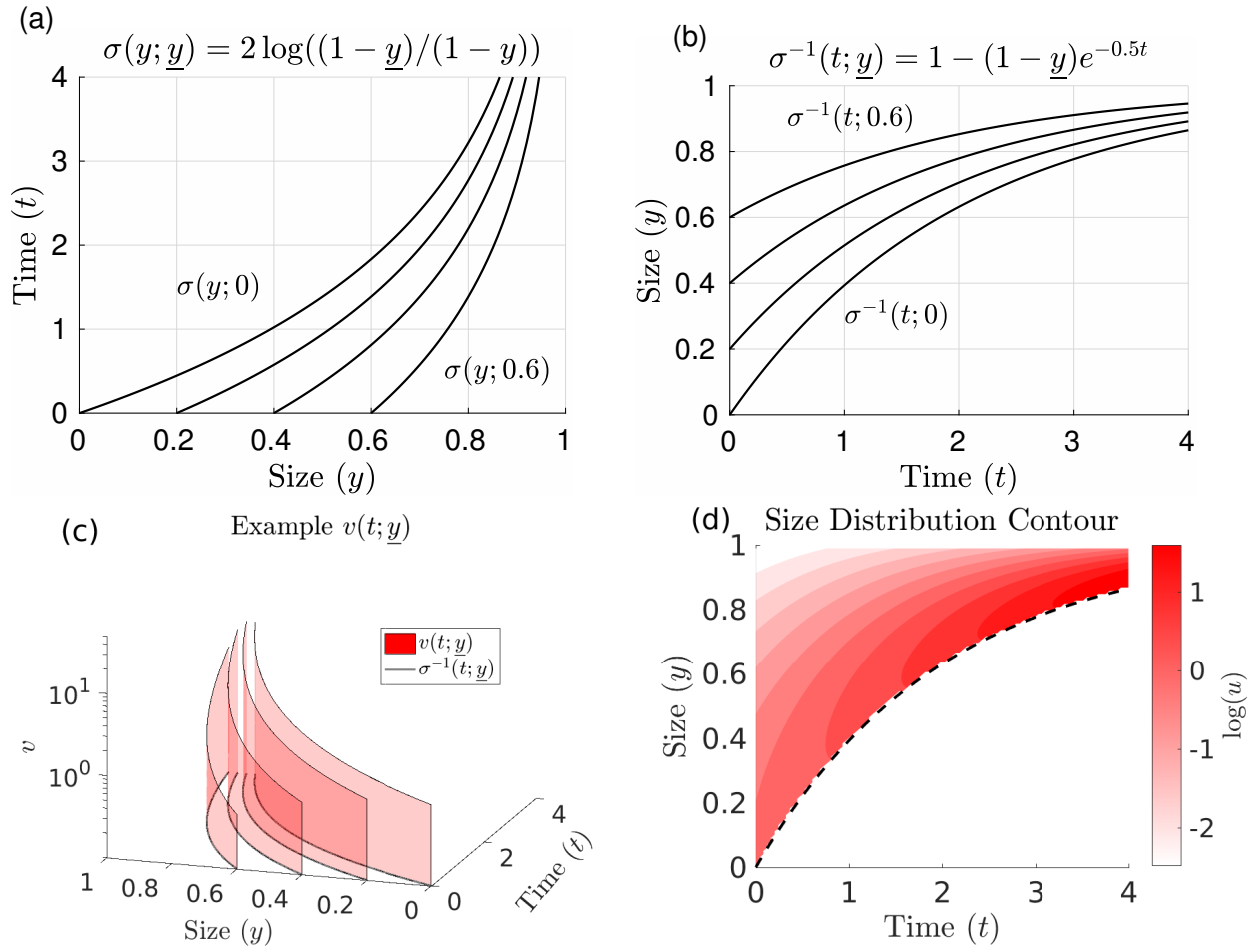 (a)
σ(y; y̲) = 2 log((1 − y̲)/(1 − y))
4
3
2
1
0
Time (t)
σ(y; 0)
σ(y; 0.6)
0 0.2 0.4 0.6 0.8 1
Size (y)
(b)
σ⁻¹(t; y̲) = 1 − (1 − y̲)e^{−0.5t}
1
0.8
0.6
0.4
0.2
0
Size (y)
σ⁻¹(t; 0.6)
σ⁻¹(t; 0)
0 1 2 3 4
Time (t)
(c)
Example v(t; y̲)
v(t; y̲)
σ⁻¹(t; y̲)
10¹
10⁰
v
1 0.8 0.6 0.4 0.2 0
Size (y)
0 2 4
Time (t)
(d)
Size Distribution Contour
1
0.8
0.6
0.4
0.2
0
Size (y)
0 1 2 3 4
Time (t)
1
0
-1
-2
log(u)